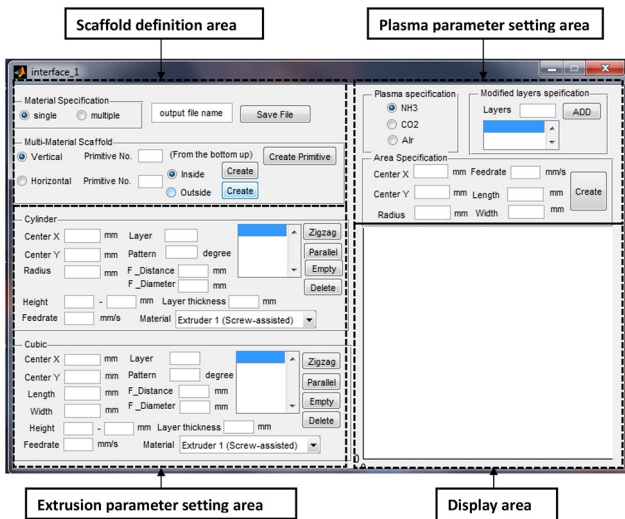 Scaffold definition area
Plasma parameter setting area
interface_1
Material Specification
single
multiple
output file name
Save File
Multi-Material Scaffold
Vertical
Primitive No.
(From the bottom up)
Create Primitive
Horizontal
Primitive No.
Inside
Create
Outside
Create
Plasma specification
NH3
CO2
AIr
Modified layers speification
Layers
ADD
Area Specification
Center X mm Feedrate mm/s
Center Y mm Length mm
Radius mm Width mm
Create
Cylinder
Center X mm Layer
Center Y mm Pattern degree
Radius mm F_Distance mm
F_Diameter mm
Height - mm Layer thickness mm
Feedrate mm/s Material Extruder 1 (Screw-assisted)
Zigzag
Parallel
Empty
Delete
Cubic
Center X mm Layer
Center Y mm Pattern degree
Length mm F_Distance mm
Width mm F_Diameter mm
Height - mm Layer thickness mm
Feedrate mm/s Material Extruder 1 (Screw-assisted)
Zigzag
Parallel
Empty
Delete
0
Extrusion parameter setting area
Display area